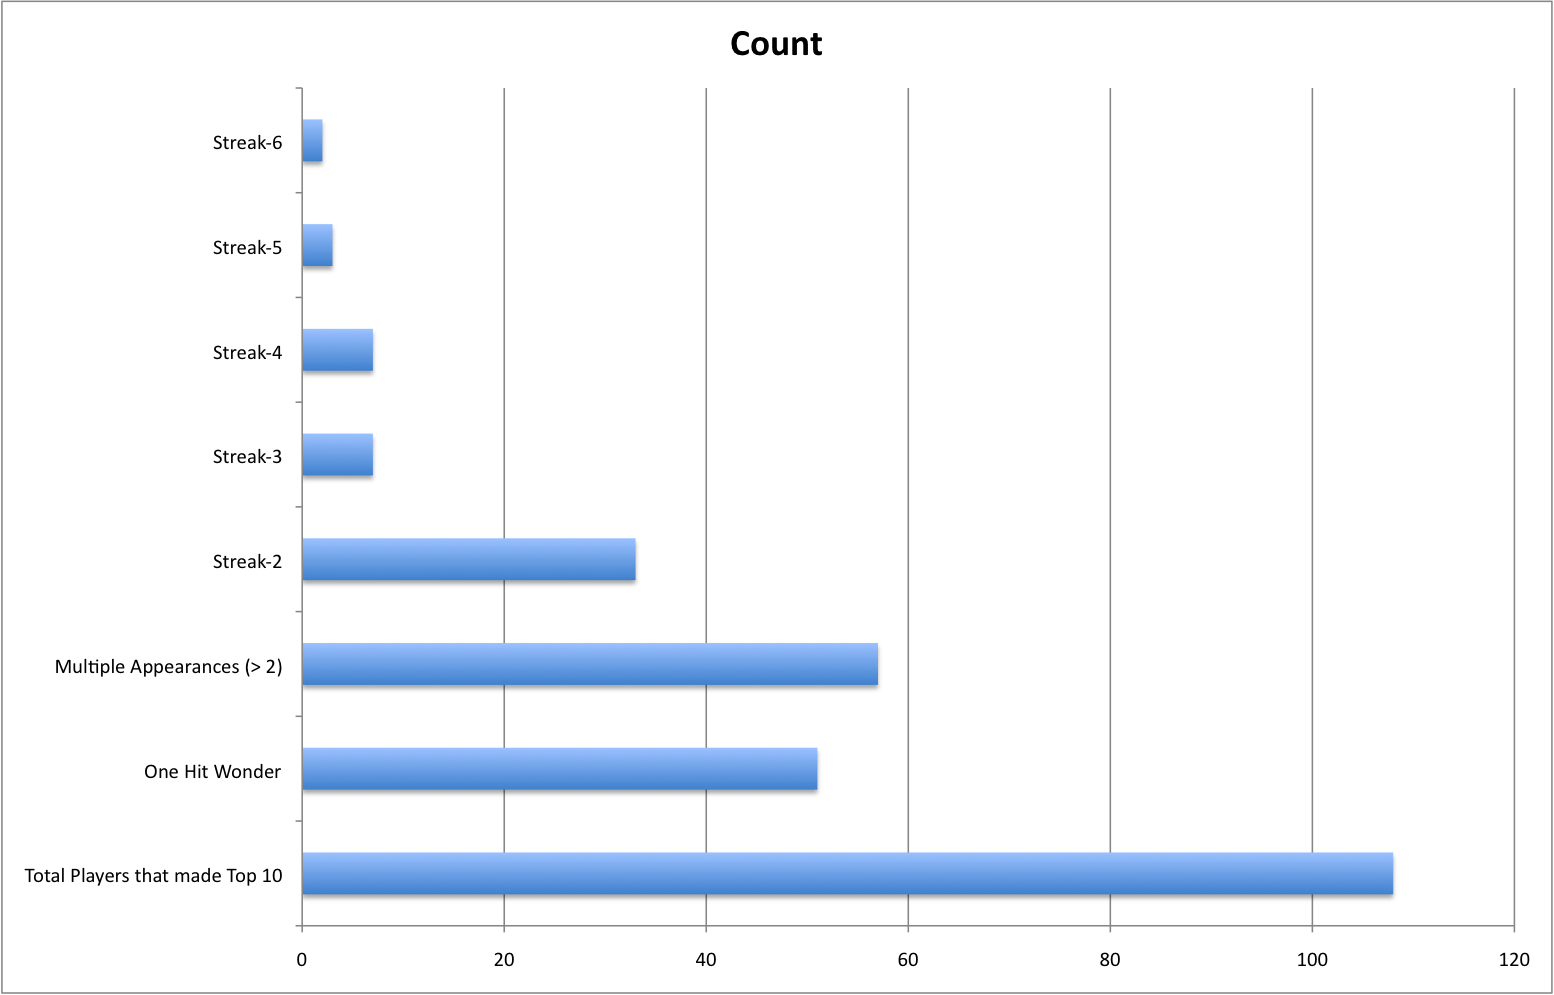 Count
Streak-6
Streak-5
Streak-4
Streak-3
Streak-2
Multiple Appearances (> 2)
One Hit Wonder
Total Players that made Top 10
0 20 40 60 80 100 120